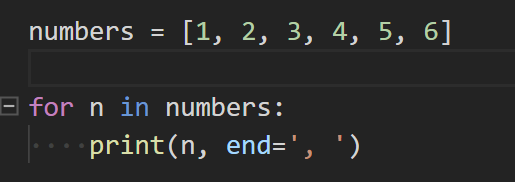 numbers = [1, 2, 3, 4, 5, 6]
for n in numbers:
    print(n, end=', ')